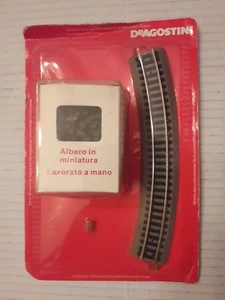 DeAGOSTINI
Albero in
miniatura
Lavorato a mano